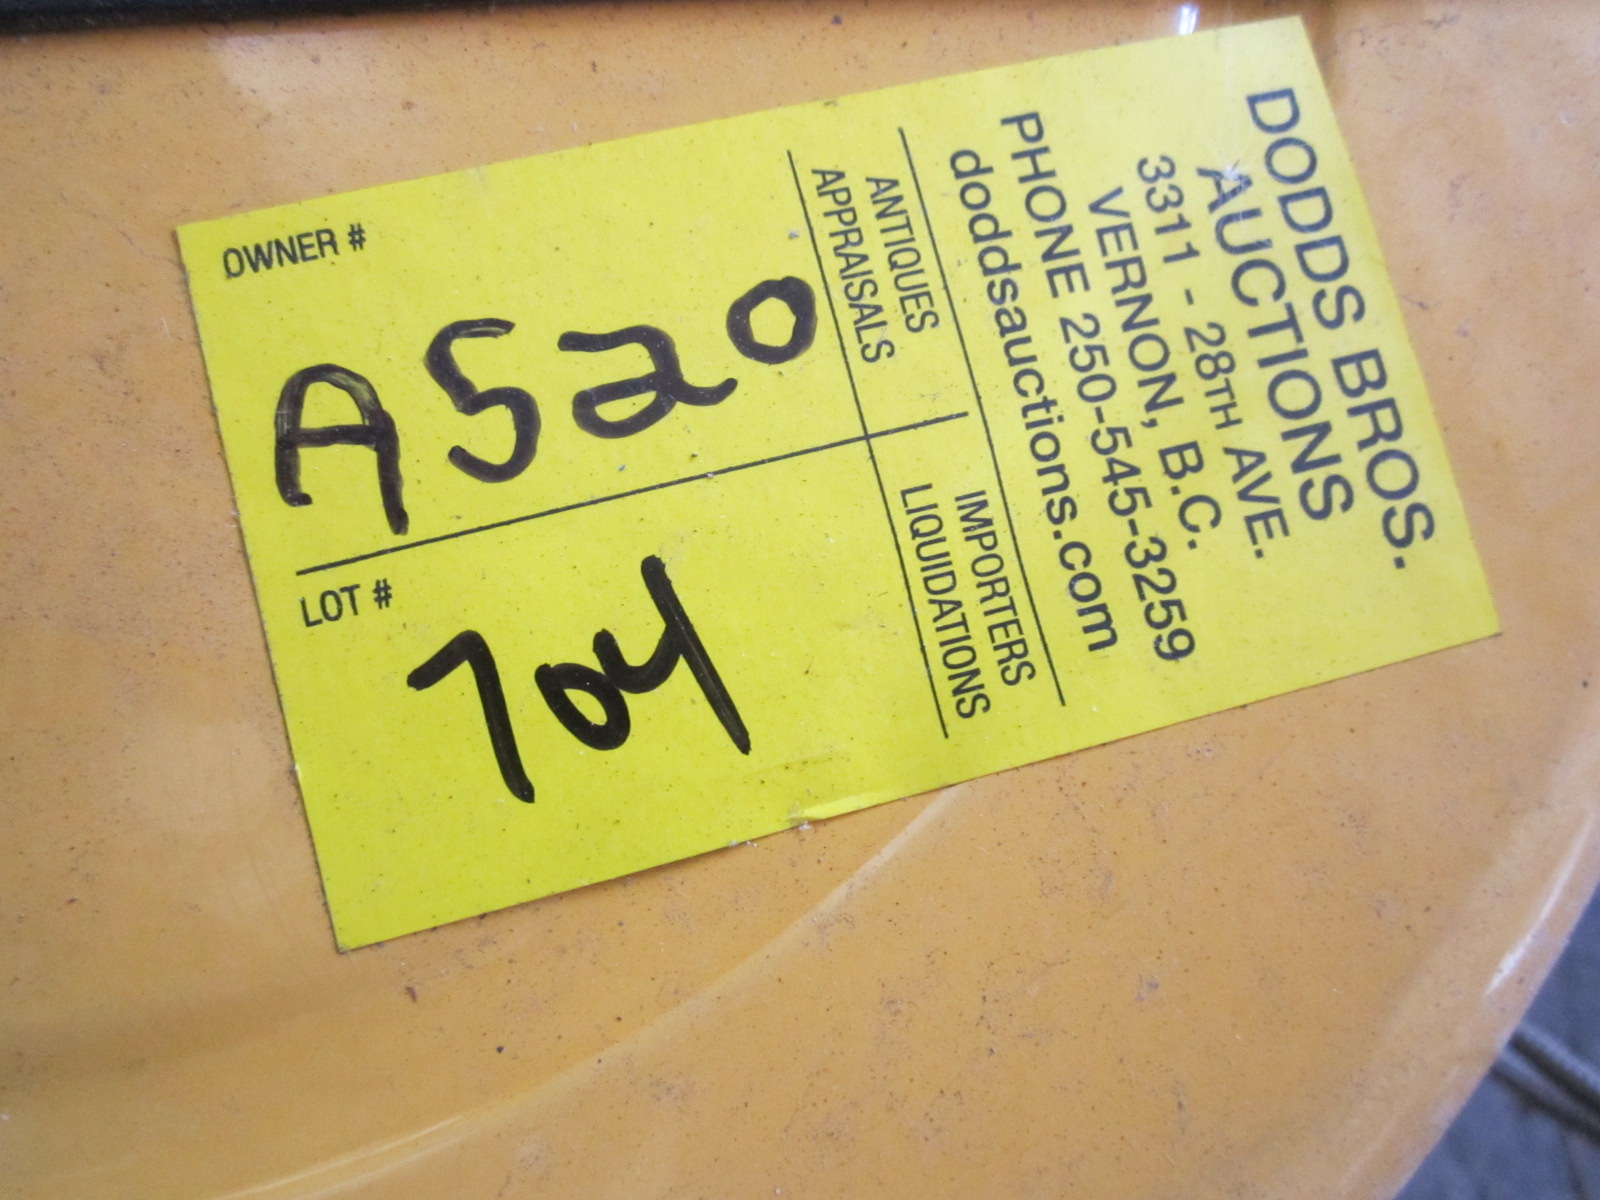 DODDS BROS.
AUCTIONS
3311 - 28TH AVE.
VERNON, B.C.
PHONE 250-545-3259
doddsauctions.com
ANTIQUES
APPRAISALS
IMPORTERS
LIQUIDATIONS
OWNER #
A520
LOT #
704